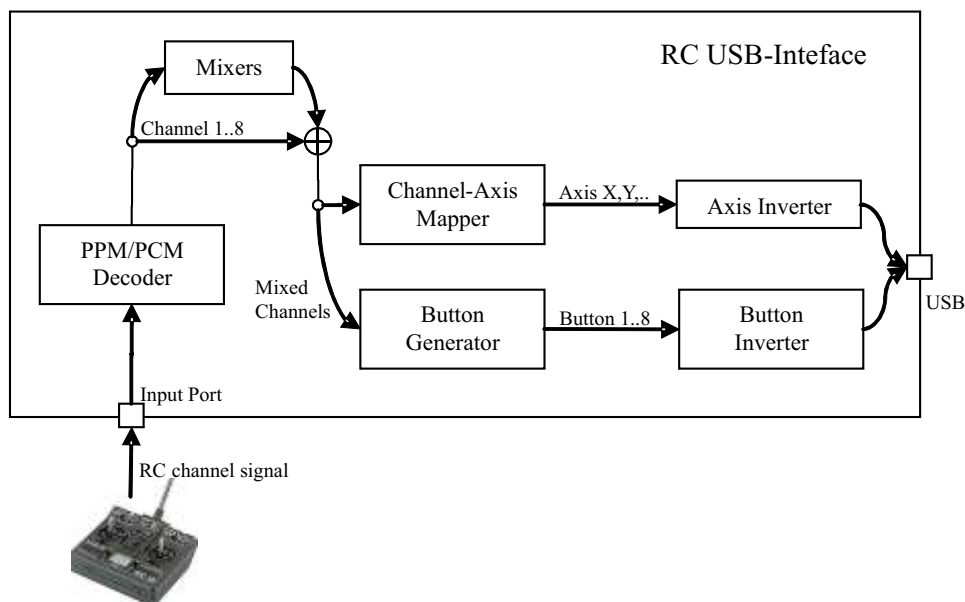 RC USB-Inteface
Mixers
Channel 1..8
Channel-Axis
Mapper
Axis X,Y,..
Axis Inverter
PPM/PCM
Decoder
Mixed
Channels
Button
Generator
Button 1..8
Button
Inverter
USB
Input Port
RC channel signal